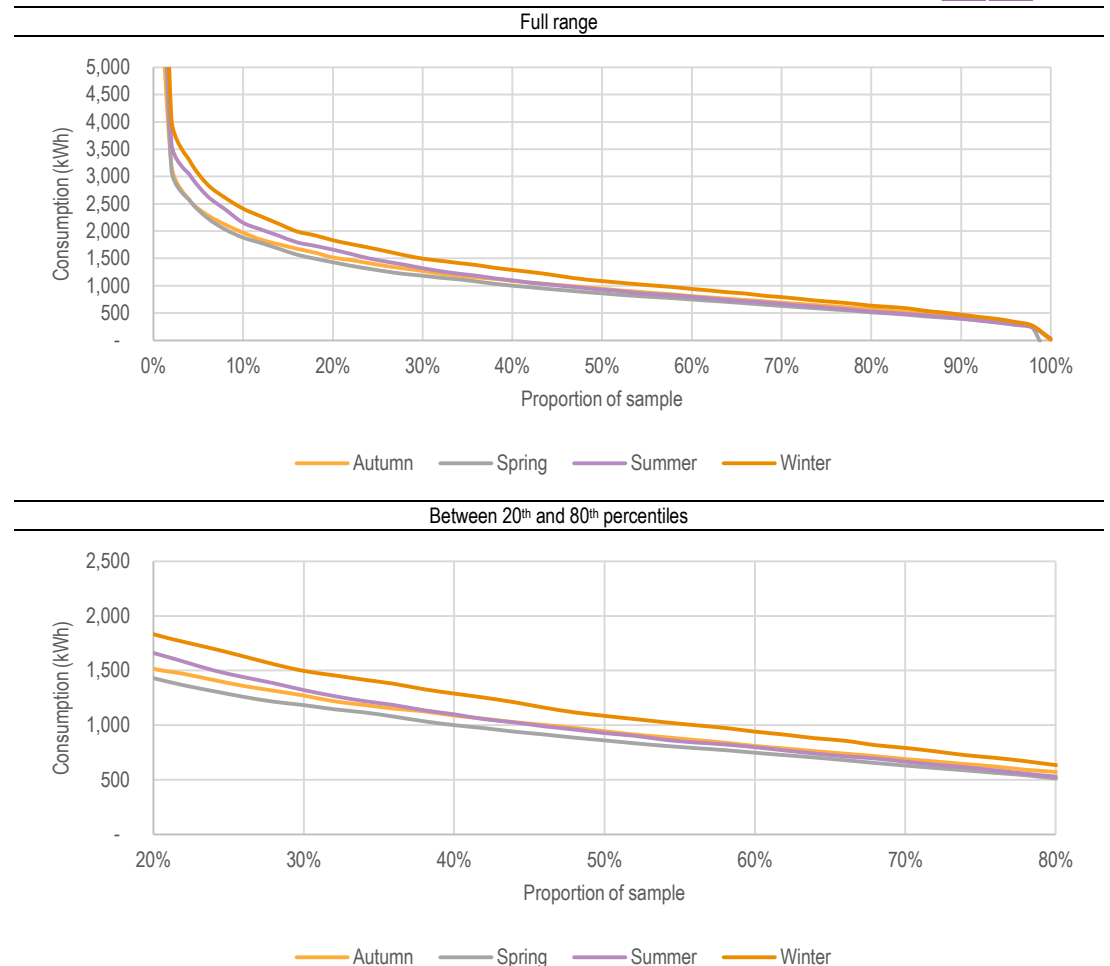 Full range
5,000
4,500
4,000
3,500
3,000
2,500
2,000
1,500
1,000
500
-
Consumption (kWh)
0% 10% 20% 30% 40% 50% 60% 70% 80% 90% 100%
Proportion of sample
Autumn Spring Summer Winter
Between 20th and 80th percentiles
2,500
2,000
1,500
1,000
500
-
Consumption (kWh)
20% 30% 40% 50% 60% 70% 80%
Proportion of sample
Autumn Spring Summer Winter